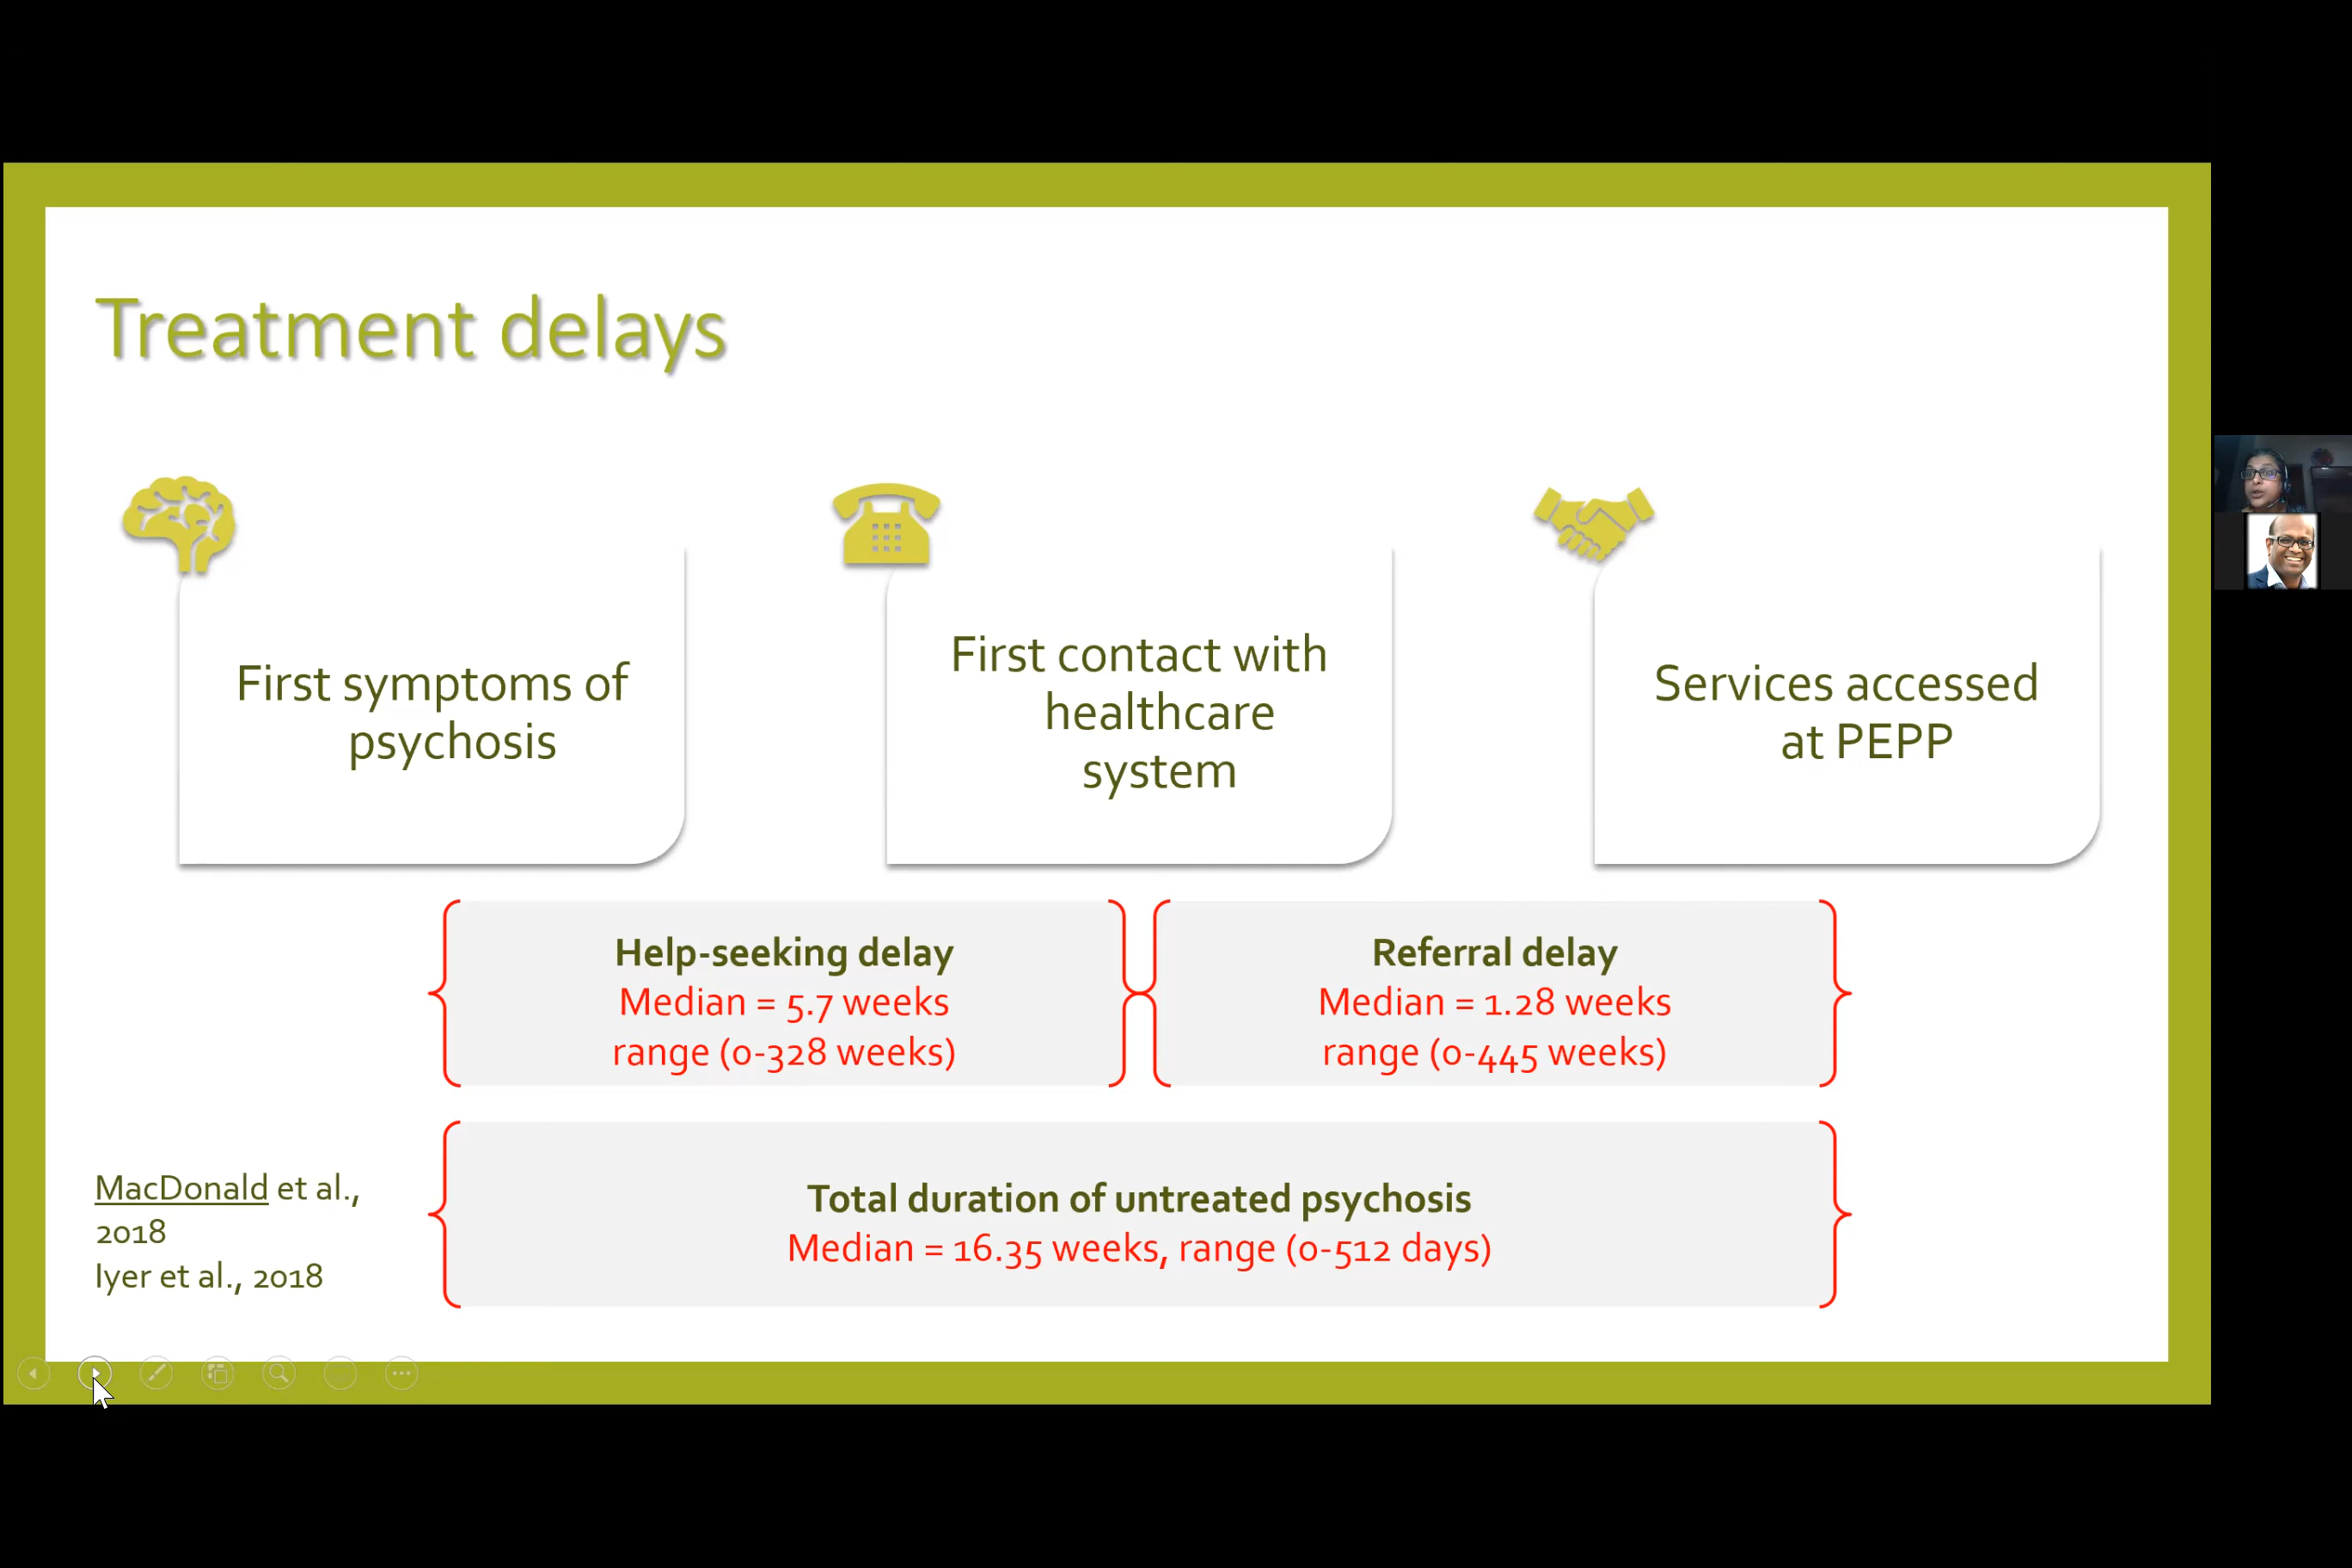 Treatment delays
First symptoms of
psychosis
First contact with
healthcare
system
Services accessed
at PEPP
Help-seeking delay
Median = 5.7 weeks
range (0-328 weeks)
Referral delay
Median = 1.28 weeks
range (0-445 weeks)
Total duration of untreated psychosis
Median = 16.35 weeks, range (0-512 days)
MacDonald et al.,
2018
Iyer et al., 2018